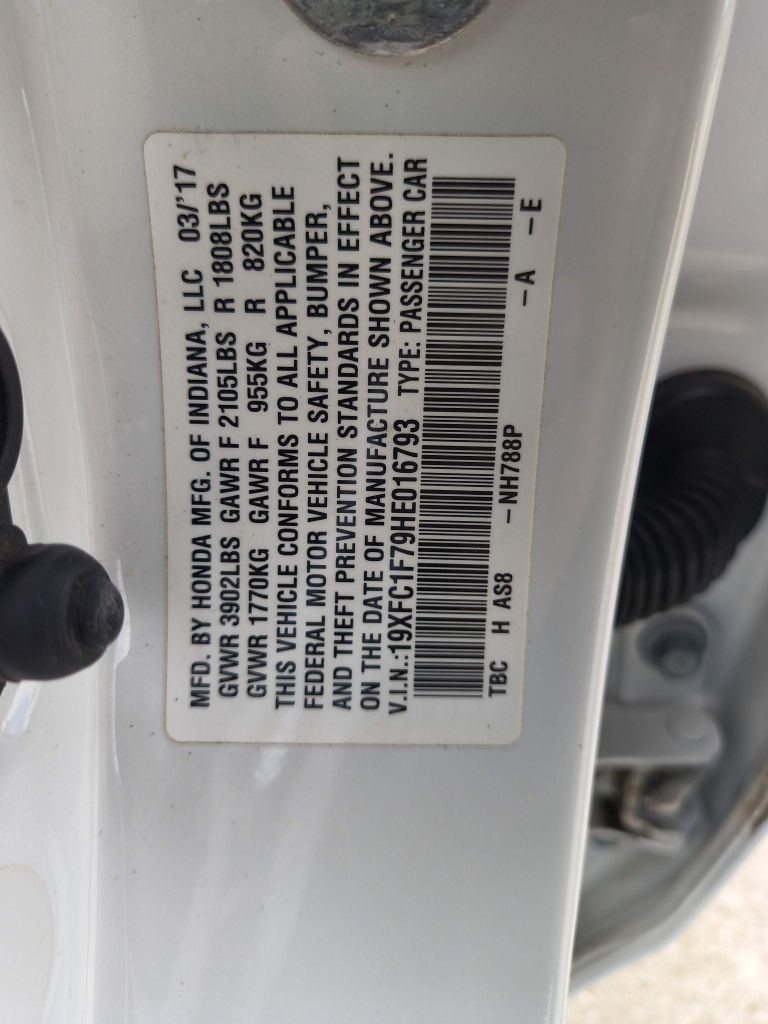 MFD. BY HONDA MFG. OF INDIANA, LLC 03/'17
GVWR 3902LBS GAWR F 2105LBS R 1808LBS
GVWR 1770KG GAWR F 955KG R 820KG
THIS VEHICLE CONFORMS TO ALL APPLICABLE
FEDERAL MOTOR VEHICLE SAFETY, BUMPER,
AND THEFT PREVENTION STANDARDS IN EFFECT
ON THE DATE OF MANUFACTURE SHOWN ABOVE.
V.I.N.:19XFC1F79HE016793 TYPE: PASSENGER CAR
TBC H AS8 –NH788P –A –E